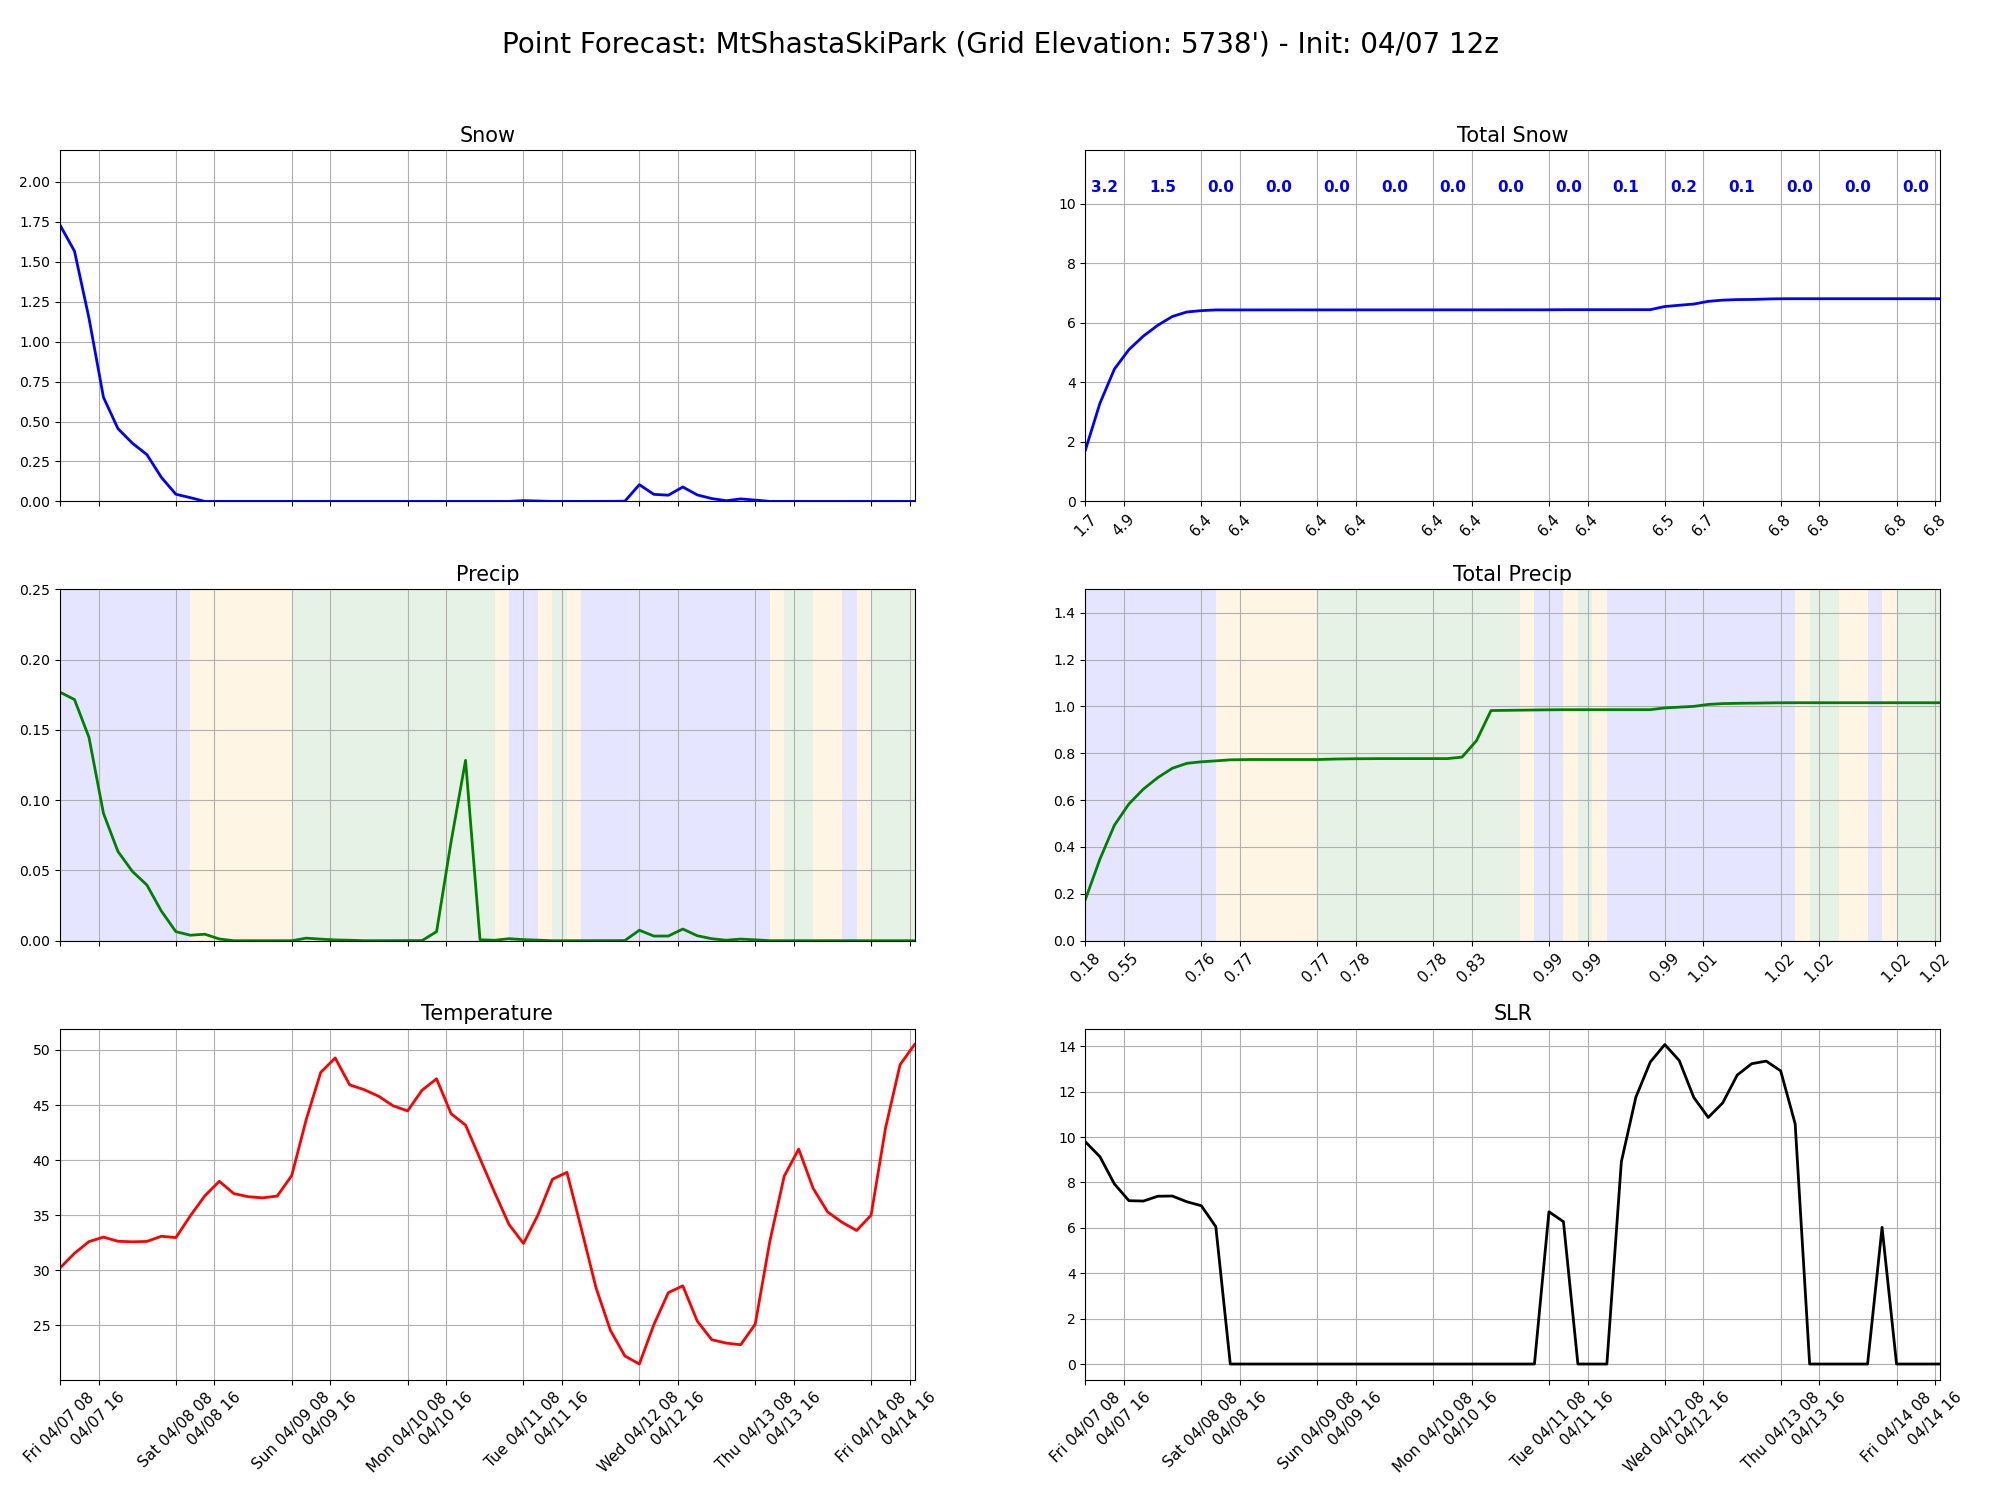 Point Forecast: MtShastaSkiPark (Grid Elevation: 5738') - Init: 04/07 12z
Snow
2.00
1.75
1.50
1.25
1.00
0.75
0.50
0.25
0.00
Total Snow
3.2 1.5 0.0 0.0 0.0 0.0 0.0 0.0 0.0 0.1 0.2 0.1 0.0 0.0 0.0
10
8
6
4
2
0
1.7 4.9 6.4 6.4 6.4 6.4 6.4 6.4 6.4 6.4 6.5 6.7 6.8 6.8 6.8 6.8
Precip
0.25
0.20
0.15
0.10
0.05
0.00
Total Precip
1.4
1.2
1.0
0.8
0.6
0.4
0.2
0.0
0.18 0.55 0.76 0.77 0.77 0.78 0.78 0.83 0.99 0.99 0.99 1.01 1.02 1.02 1.02 1.02
Temperature
50
45
40
35
30
25
Fri 04/07 08
04/07 16
Sat 04/08 08
04/08 16
Sun 04/09 08
04/09 16
Mon 04/10 08
04/10 16
Tue 04/11 08
04/11 16
Wed 04/12 08
04/12 16
Thu 04/13 08
04/13 16
Fri 04/14 08
04/14 16
SLR
14
12
10
8
6
4
2
0
Fri 04/07 08
04/07 16
Sat 04/08 08
04/08 16
Sun 04/09 08
04/09 16
Mon 04/10 08
04/10 16
Tue 04/11 08
04/11 16
Wed 04/12 08
04/12 16
Thu 04/13 08
04/13 16
Fri 04/14 08
04/14 16